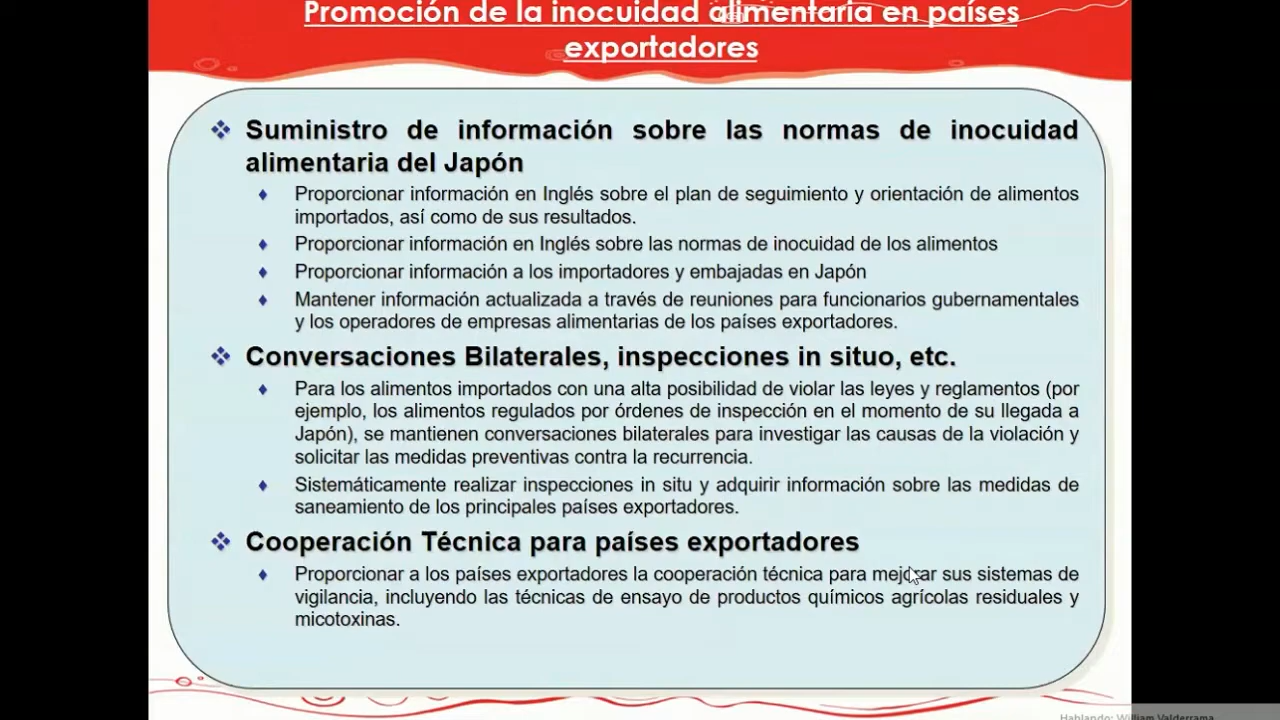 Promoción de la inocuidad alimentaria en países
exportadores
Suministro de información sobre las normas de inocuidad
alimentaria del Japón
Proporcionar información en Inglés sobre el plan de seguimiento y orientación de alimentos
importados, así como de sus resultados.
Proporcionar información en Inglés sobre las normas de inocuidad de los alimentos
Proporcionar información a los importadores y embajadas en Japón
Mantener información actualizada a través de reuniones para funcionarios gubernamentales
y los operadores de empresas alimentarias de los países exportadores.
Conversaciones Bilaterales, inspecciones in situo, etc.
Para los alimentos importados con una alta posibilidad de violar las leyes y reglamentos (por
ejemplo, los alimentos regulados por órdenes de inspección en el momento de su llegada a
Japón), se mantienen conversaciones bilaterales para investigar las causas de la violación y
solicitar las medidas preventivas contra la recurrencia.
Sistemáticamente realizar inspecciones in situ y adquirir información sobre las medidas de
saneamiento de los principales países exportadores.
Cooperación Técnica para países exportadores
Proporcionar a los países exportadores la cooperación técnica para mejorar sus sistemas de
vigilancia, incluyendo las técnicas de ensayo de productos químicos agrícolas residuales y
micotoxinas.
Hablando: William Valderrama